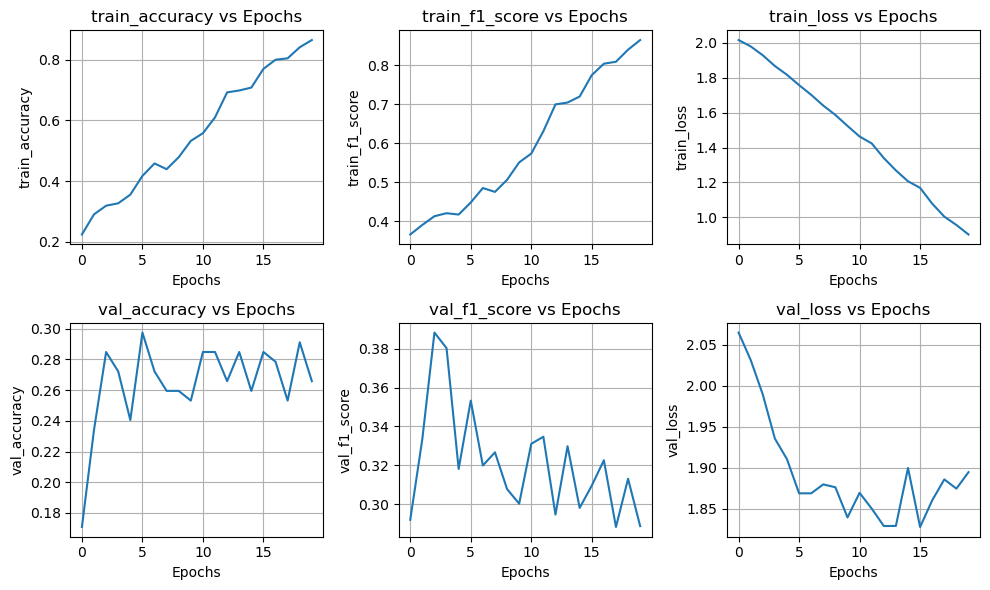 train_accuracy vs Epochs
train_accuracy
0.8
0.6
0.4
0.2
0 5 10 15
Epochs
train_f1_score vs Epochs
train_f1_score
0.8
0.7
0.6
0.5
0.4
0 5 10 15
Epochs
train_loss vs Epochs
train_loss
2.0
1.8
1.6
1.4
1.2
1.0
0 5 10 15
Epochs
val_accuracy vs Epochs
val_accuracy
0.30
0.28
0.26
0.24
0.22
0.20
0.18
0 5 10 15
Epochs
val_f1_score vs Epochs
val_f1_score
0.38
0.36
0.34
0.32
0.30
0 5 10 15
Epochs
val_loss vs Epochs
val_loss
2.05
2.00
1.95
1.90
1.85
0 5 10 15
Epochs